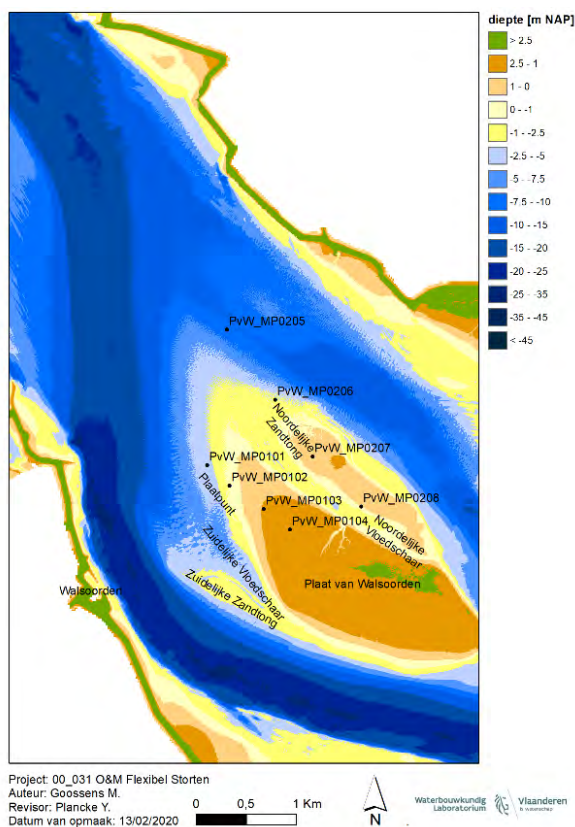 diepte [m NAP]
> 2.5
2.5 - 1
1 - 0
0 - -1
-1 - -2.5
-2.5 - -5
-5 - -7.5
-7.5 - -10
-10 - -15
-15 - -20
-20 - -25
-25 - -35
-35 - -45
< -45
PvW_MP0205
PvW_MP0206
Noordelijke
Zandtong
PvW_MP0207
PvW_MP0101
PvW_MP0102
Plaatpunt
PvW_MP0103
PvW_MP0208
PvW_MP0104
Noordelijke
Vloedschaar
Zuidelijke Vloedschaar
Plaat van Walsoorden
Zuidelijke Zandtong
Walsoorden
Project: 00_031 O&M Flexibel Storten
Auteur: Goossens M.
Revisor: Plancke Y.
Datum van opmaak: 13/02/2020
0 0,5 1 Km
N
Waterbouwkundig
Laboratorium
Vlaanderen
is wetenschap